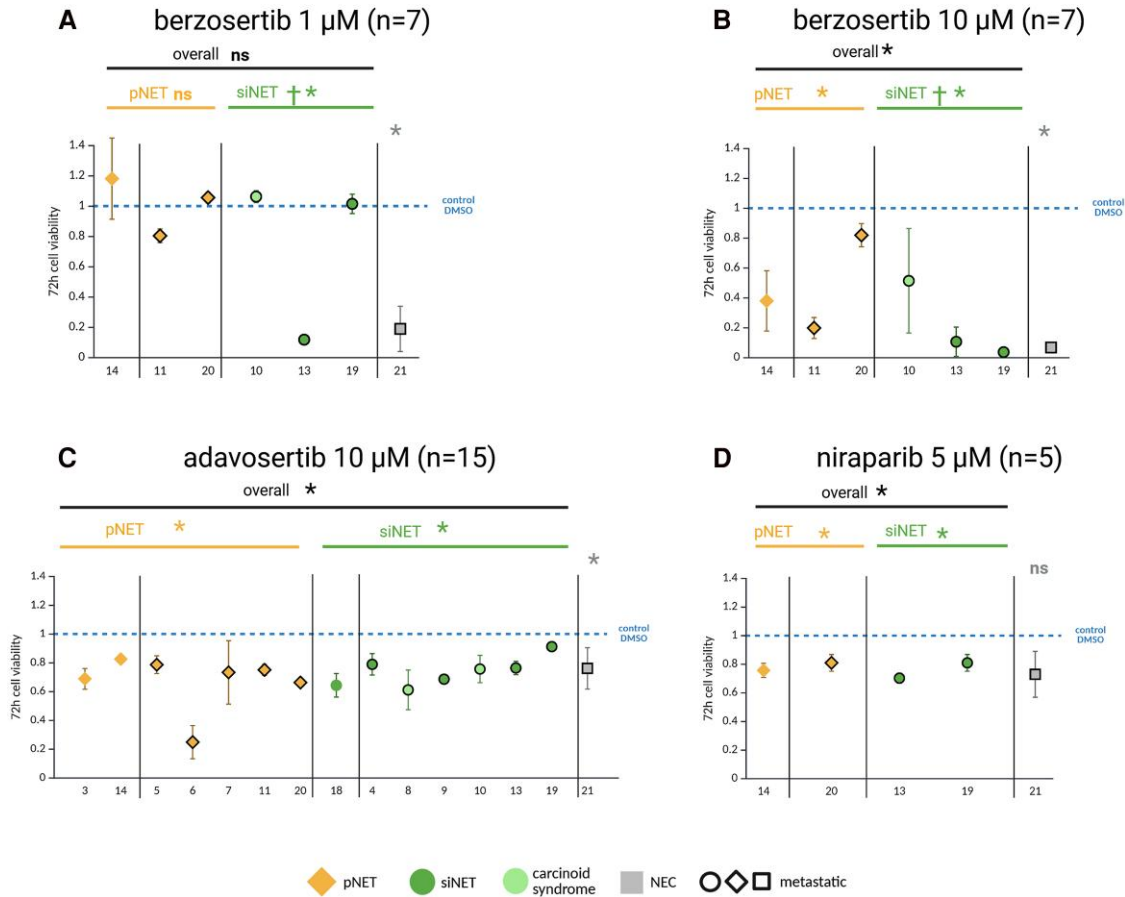 A berzosertib 1 µM (n=7)
overall ns
pNET ns siNET † *
*
1.4
1.2
1
0.8
0.6
0.4
0.2
0
72h cell viability
control
DMSO
14 11 20 10 13 19 21
B berzosertib 10 µM (n=7)
overall *
pNET * siNET † *
*
1.4
1.2
1
0.8
0.6
0.4
0.2
0
72h cell viability
control
DMSO
14 11 20 10 13 19 21
C adavosertib 10 µM (n=15)
overall *
pNET * siNET *
*
1.4
1.2
1
0.8
0.6
0.4
0.2
0
72h cell viability
control
DMSO
3 14 5 6 7 11 20 18 4 8 9 10 13 19 21
D niraparib 5 µM (n=5)
overall *
pNET * siNET *
ns
1.4
1.2
1
0.8
0.6
0.4
0.2
0
72h cell viability
control
DMSO
14 20 13 19 21
pNET siNET carcinoid
syndrome NEC metastatic